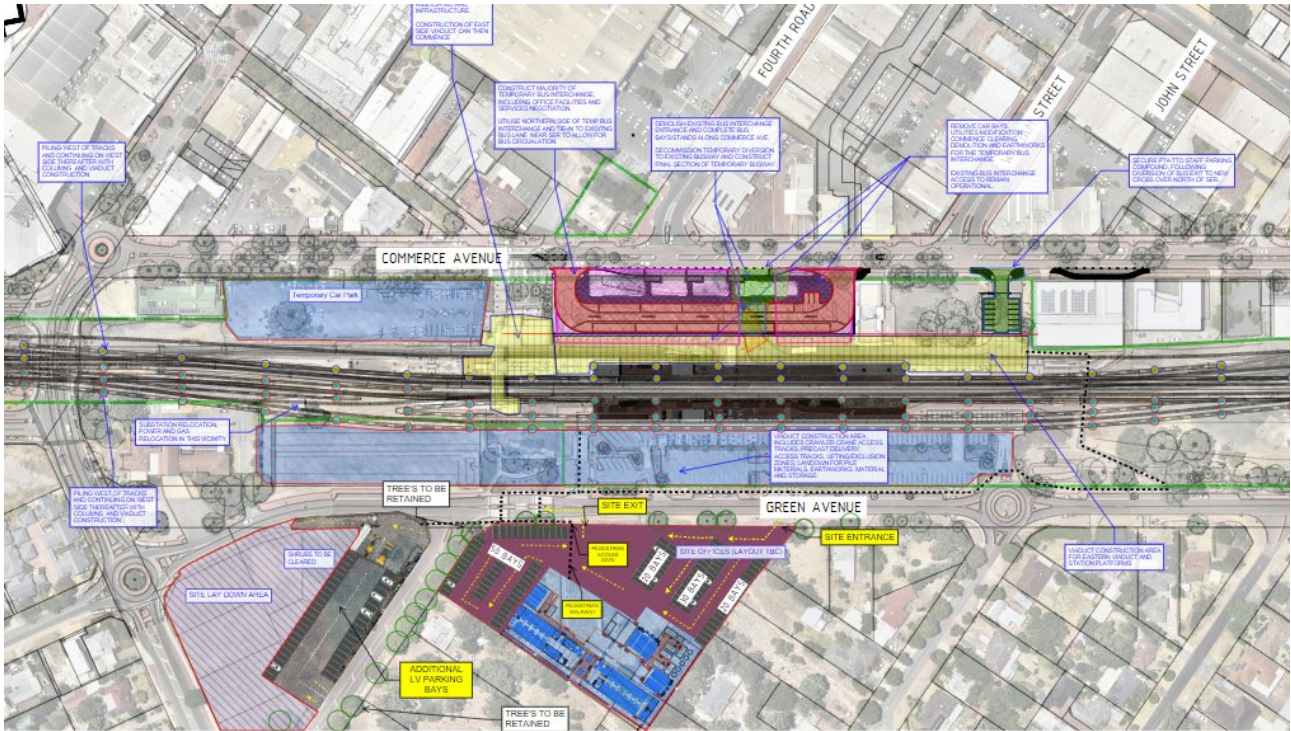 INFRASTRUCTURE.
CONSTRUCTION OF EAST
SIDE VIADUCT CAN THEN
COMMENCE
FOURTH ROAD
STREET
JOHN STREET
CONSTRUCT MAJORITY OF
TEMPORARY BUS INTERCHANGE,
INCLUDING OFFICE FACILITIES AND
SERVICES NEGOTIATION.
UTILISE NORTHERN SIDE OF TEMP BUS
INTERCHANGE AND TIE-IN TO EXISITNG
BUS LANE NEAR SER TO ALLOW FOR
BUS CIRCUALATION.
DEMOLISH EXISITNG BUS INTERCHANGE
ENTRANCE AND COMPLETE BUS
BAYS/STANDS ALONG COMMERCE AVE.
DECOMMISSION TEMPORARY DIVERSION
TO EXISTING BUSWAY AND CONSTRUCT
FINAL SECTION OF TEMPORARY BUSWAY.
REMOVE CAR BAYS,
UTILITIES MODIFICATION
COMMENCE CLEARING,
DEMOLITION AND EARTHWORKS
FOR THE TEMPORARY BUS
INTERCHANGE
EXISTING BUS INTERCHANGE
ACCESS TO REMAIN
OPERATIONAL.
SECURE PTA/TTO STAFF PARKING
COMPOUND, FOLLOWING
DIVERSION OF BUS EXIT TO NEW
CROSS OVER NORTH OF SER.
PILING WEST OF TRACKS
AND CONTINUING ON WEST
SIDE THEREAFTER WITH
COLUMNS AND VIADUCT
CONSTRUCTION.
COMMERCE AVENUE
Temporary Car Park
SUBSTATION RELOCATION,
POWER AND GAS
RELOCATION IN THIS VICINITY
VIADUCT CONSTRUCTION AREA.
INCLUDES CRAWLER CRANE ACCESS
TRACKS, PRECAST DELIVERY,
ACCESS TRACKS, LIFTING/EXCLUSION
ZONES, LAWDOWN FOR PILE
MATERIALS, EARTHWORKS, MATERIAL
AND STORAGE.
PILING WEST OF TRACKS
AND CONTINUING ON WEST
SIDE THEREAFTER WITH
COLUMNS AND VIADUCT
CONSTRUCTION
TREE'S TO BE
RETAINED
SITE EXIT
GREEN AVENUE
SITE ENTRANCE
SHRUBS TO BE
CLEARED
50 BAYS
PEDESTRIAN
ACCESS
SITE OFFICES (LAYOUT TBC)
20 BAYS
20 BAYS
VIADUCT CONSTRUCTION AREA
FOR EASTERN VIADUCT AND
STATION PLATFORMS
SITE LAY DOWN AREA
PEDESTRIAN
WALKWAY
ADDITIONAL
LV PARKING
BAYS
TREE'S TO BE
RETAINED